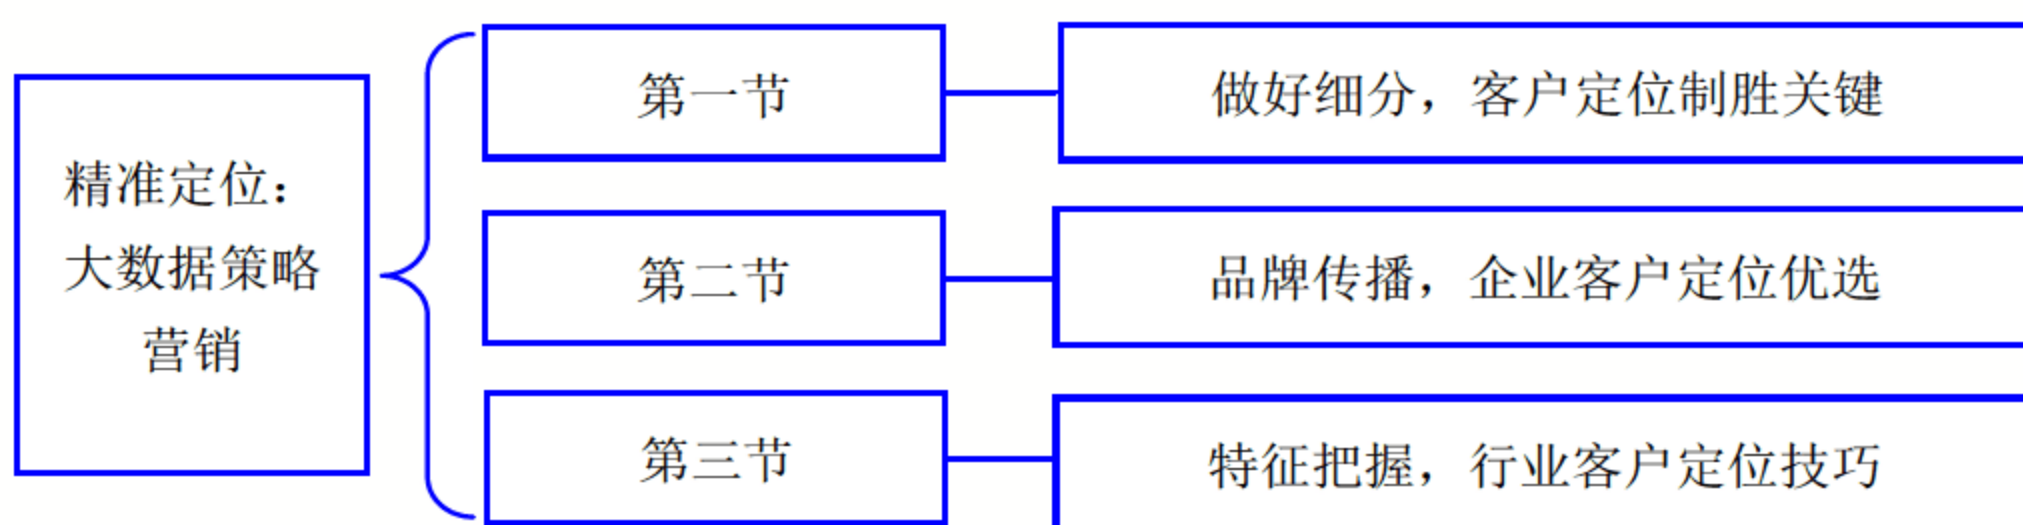 精准定位：
大数据策略
营销
第一节
做好细分，客户定位制胜关键
第二节
品牌传播，企业客户定位优选
第三节
特征把握，行业客户定位技巧